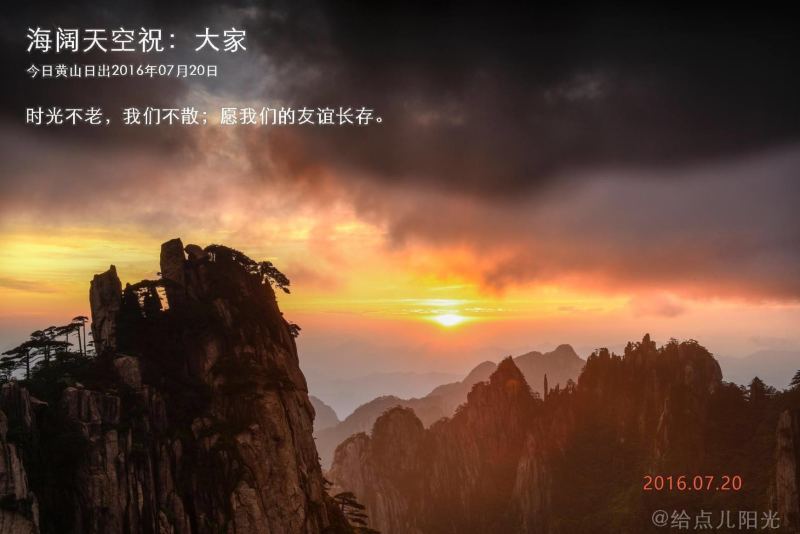 海阔天空祝：大家
今日黄山日出2016年07月20日
时光不老，我们不散；愿我们的友谊长存。
2016.07.20
@给点儿阳光